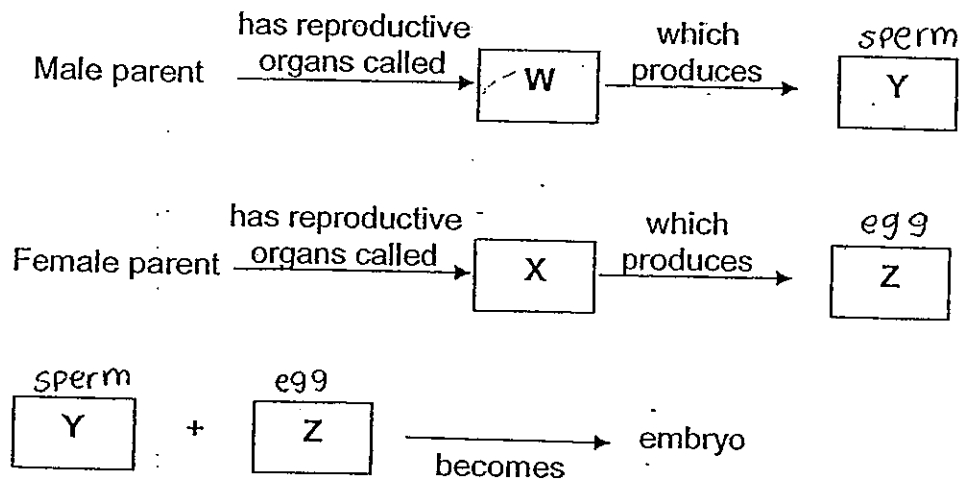 has reproductive organs called
which produces
sperm
Male parent
W
Y
has reproductive organs called
which produces
egg
Female parent
X
Z
sperm
egg
Y
+
Z
becomes
embryo